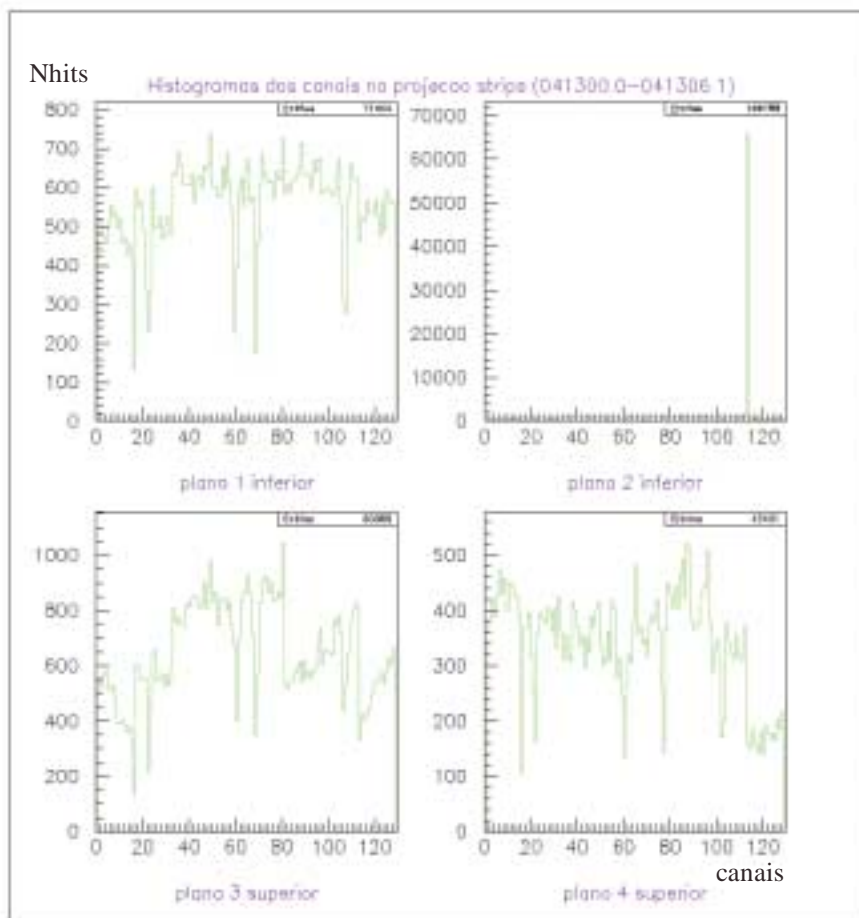 Nhits
Histogramas dos canais na projecao strips (041300.0-041306.1)
800
700
600
500
400
300
200
100
0
0 20 40 60 80 100 120
plano 1 inferior
70000
60000
50000
40000
30000
20000
10000
0
0 20 40 60 80 100 120
plano 2 inferior
1000
800
600
400
200
0
0 20 40 60 80 100 120
plano 3 superior
500
400
300
200
100
0
0 20 40 60 80 100 120
canais
plano 4 superior